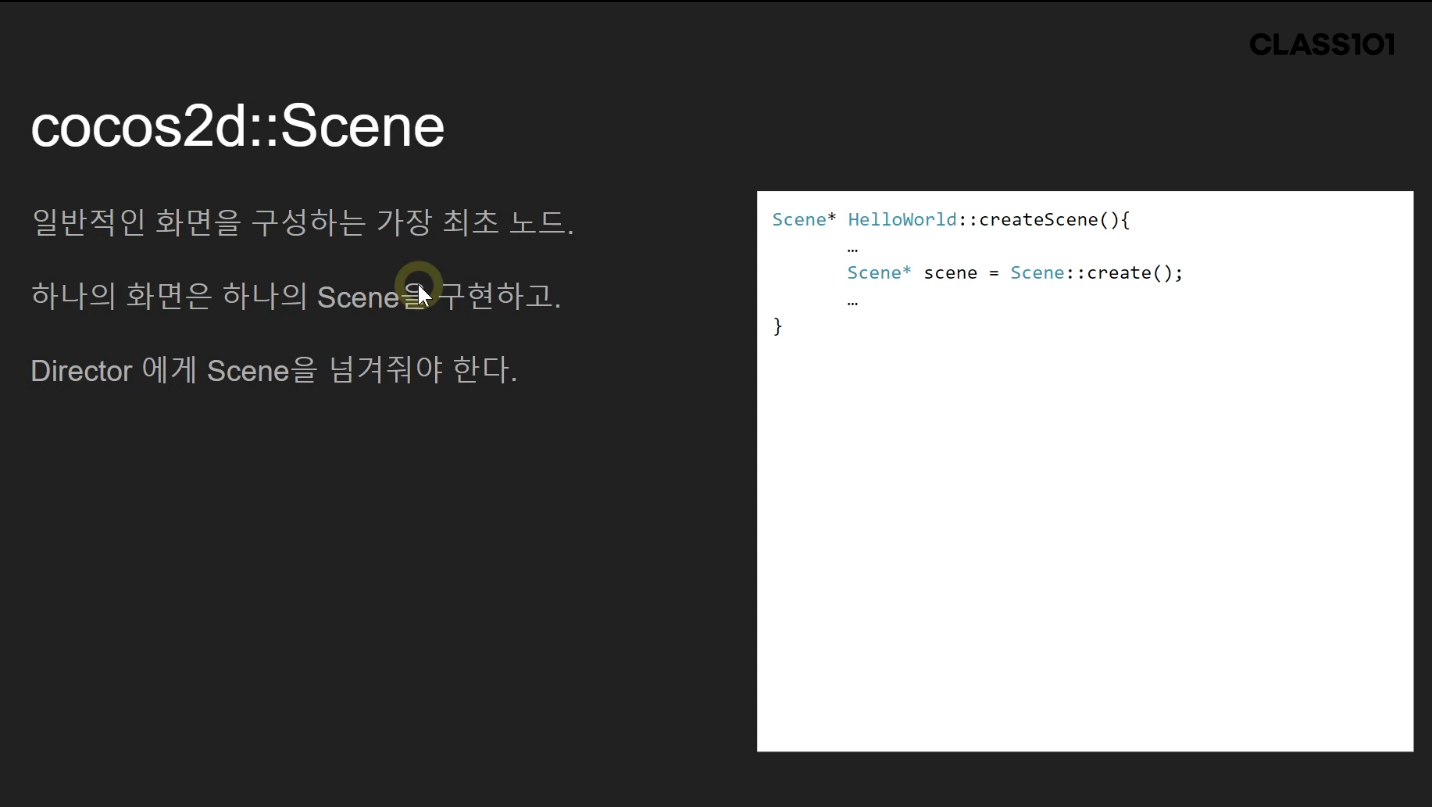 CLASS101
cocos2d::Scene
일반적인 화면을 구성하는 가장 최초 노드.
하나의 화면은 하나의 Scene을 구현하고.
Director 에게 Scene을 넘겨줘야 한다.
Scene* HelloWorld::createScene(){
…
Scene* scene = Scene::create();
…
}